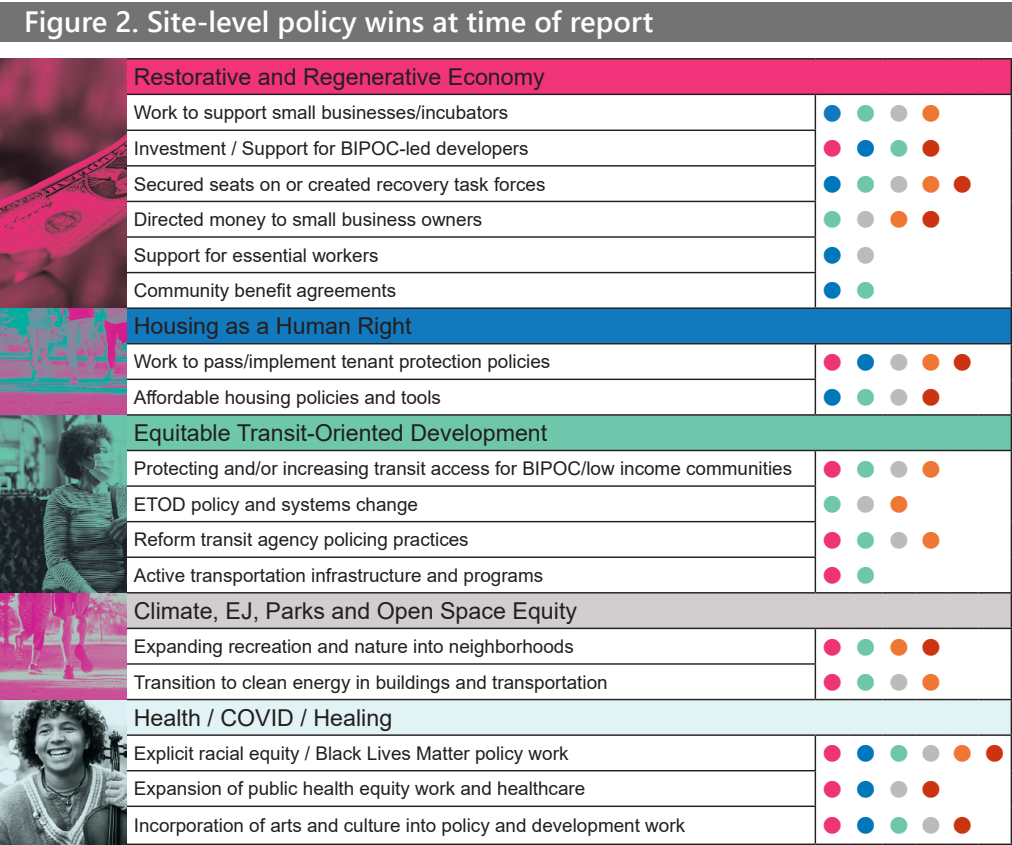 Figure 2. Site-level policy wins at time of report
Restorative and Regenerative Economy
Work to support small businesses/incubators
Investment / Support for BIPOC-led developers
Secured seats on or created recovery task forces
Directed money to small business owners
Support for essential workers
Community benefit agreements
Housing as a Human Right
Work to pass/implement tenant protection policies
Affordable housing policies and tools
Equitable Transit-Oriented Development
Protecting and/or increasing transit access for BIPOC/low income communities
ETOD policy and systems change
Reform transit agency policing practices
Active transportation infrastructure and programs
Climate, EJ, Parks and Open Space Equity
Expanding recreation and nature into neighborhoods
Transition to clean energy in buildings and transportation
Health / COVID / Healing
Explicit racial equity / Black Lives Matter policy work
Expansion of public health equity work and healthcare
Incorporation of arts and culture into policy and development work